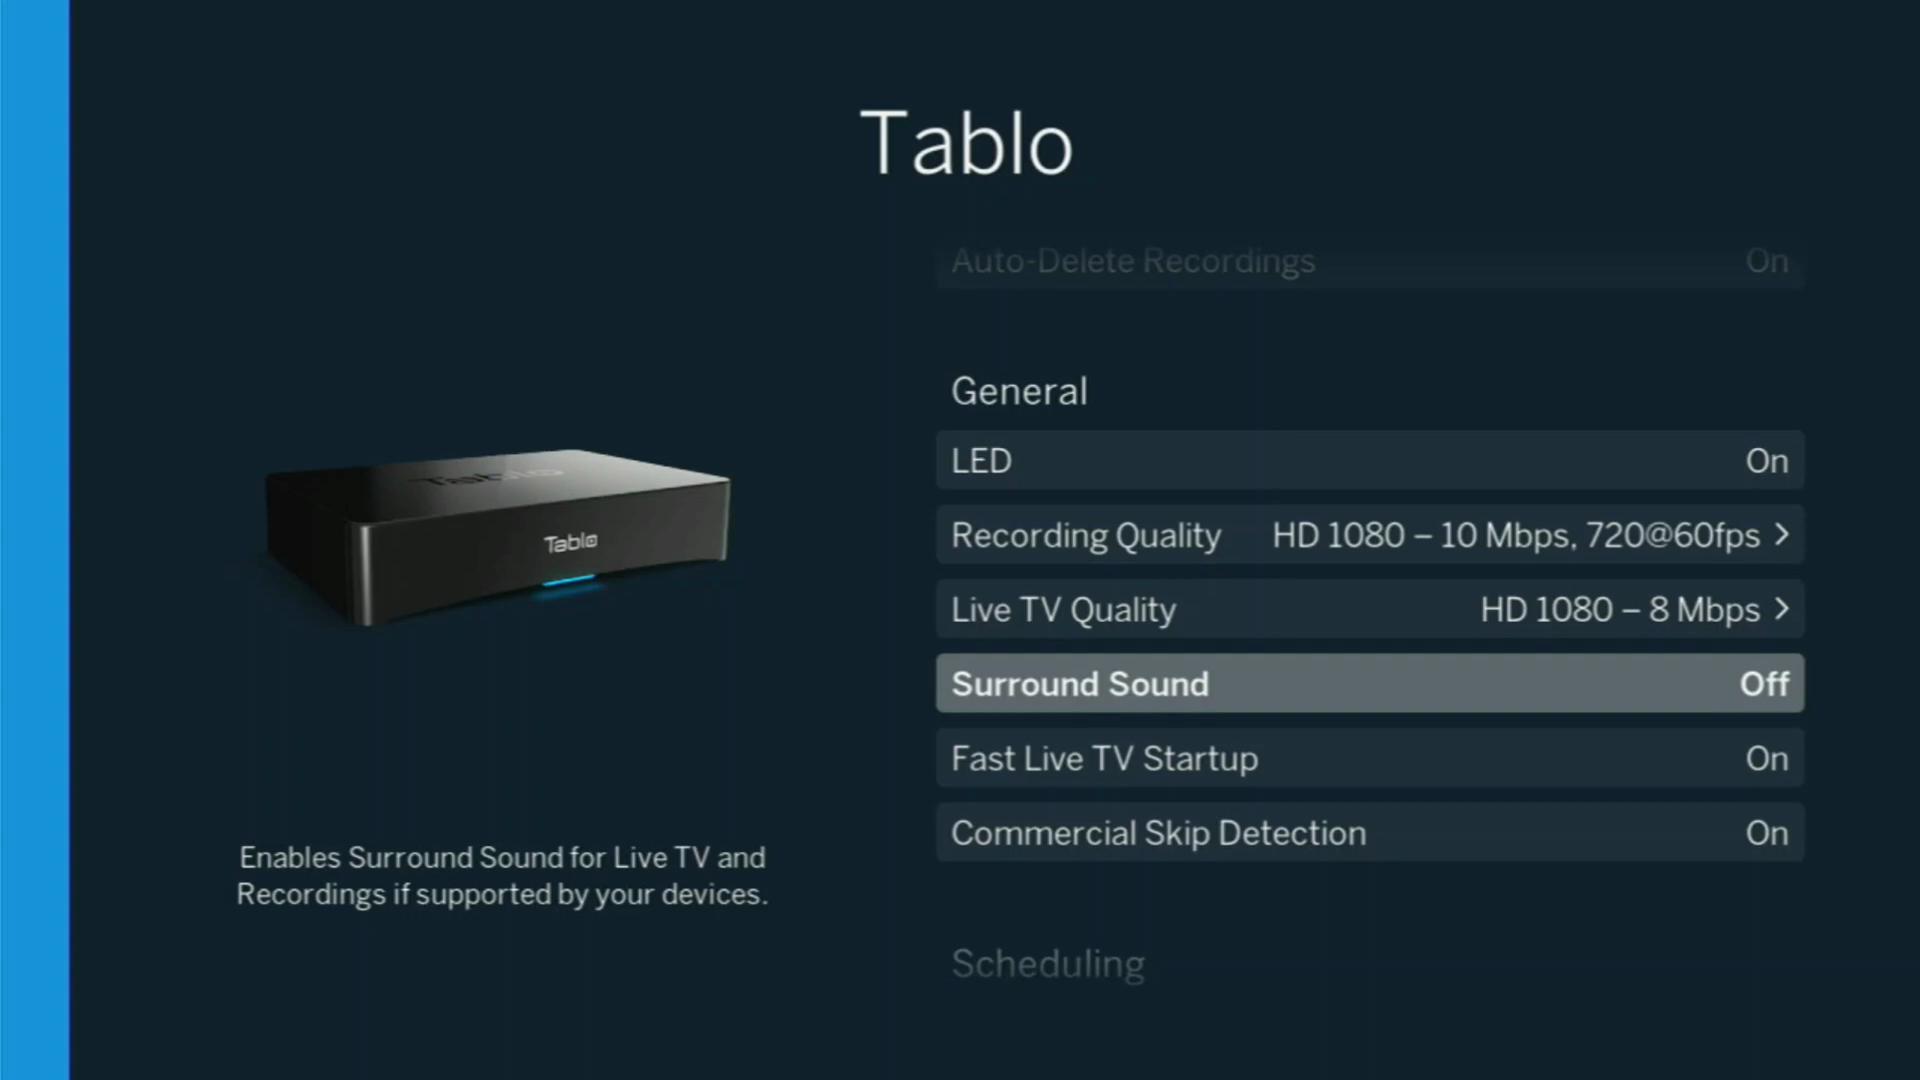 Tablo
Auto-Delete Recordings On
General
LED On
Recording Quality HD 1080 – 10 Mbps, 720@60fps >
Live TV Quality HD 1080 – 8 Mbps >
Surround Sound Off
Fast Live TV Startup On
Commercial Skip Detection On
Scheduling
Tablo
Tablo
Enables Surround Sound for Live TV and
Recordings if supported by your devices.